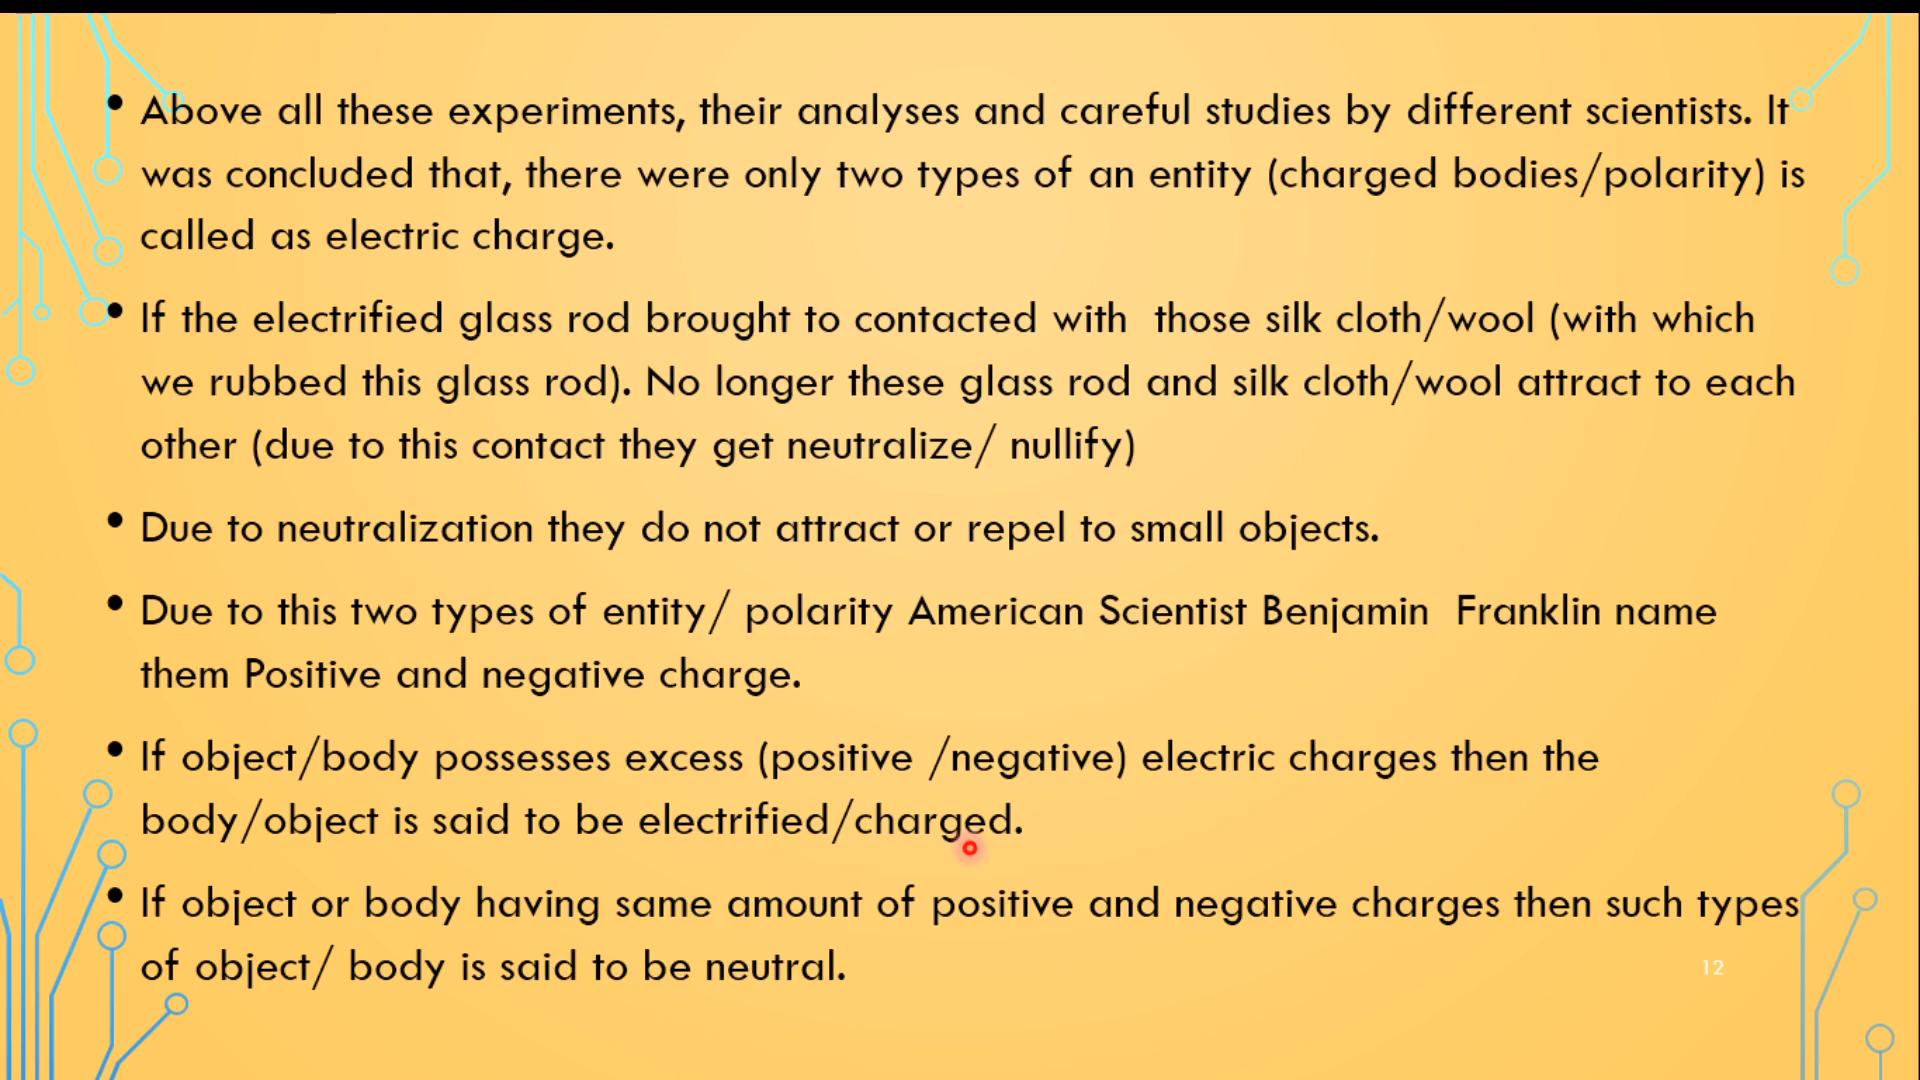 • Above all these experiments, their analyses and careful studies by different scientists. It
was concluded that, there were only two types of an entity (charged bodies/polarity) is
called as electric charge.
• If the electrified glass rod brought to contacted with  those silk cloth/wool (with which
we rubbed this glass rod). No longer these glass rod and silk cloth/wool attract to each
other (due to this contact they get neutralize/ nullify)
• Due to neutralization they do not attract or repel to small objects.
• Due to this two types of entity/ polarity American Scientist Benjamin  Franklin name
them Positive and negative charge.
• If object/body possesses excess (positive /negative) electric charges then the
body/object is said to be electrified/charged.
• If object or body having same amount of positive and negative charges then such types
of object/ body is said to be neutral.
12